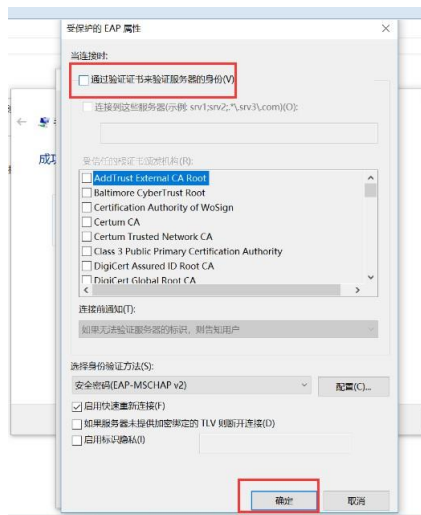 受保护的 EAP 属性
当连接时:
通过验证证书来验证服务器的身份(V)
连接到这些服务器(示例: srv1;srv2;.*\.srv3\.com)(O):
成功
受信任的根证书颁发机构(R):
AddTrust External CA Root
Baltimore CyberTrust Root
Certification Authority of WoSign
Certum CA
Certum Trusted Network CA
Class 3 Public Primary Certification Authority
DigiCert Assured ID Root CA
DigiCert Global Root CA
连接前通知(T):
如果无法验证服务器的标识，则告知用户
选择身份验证方法(S):
安全密码(EAP-MSCHAP v2)
配置(C)...
启用快速重新连接(F)
如果服务器未提供加密绑定的 TLV 则断开连接(D)
启用标识隐私(I)
确定
取消